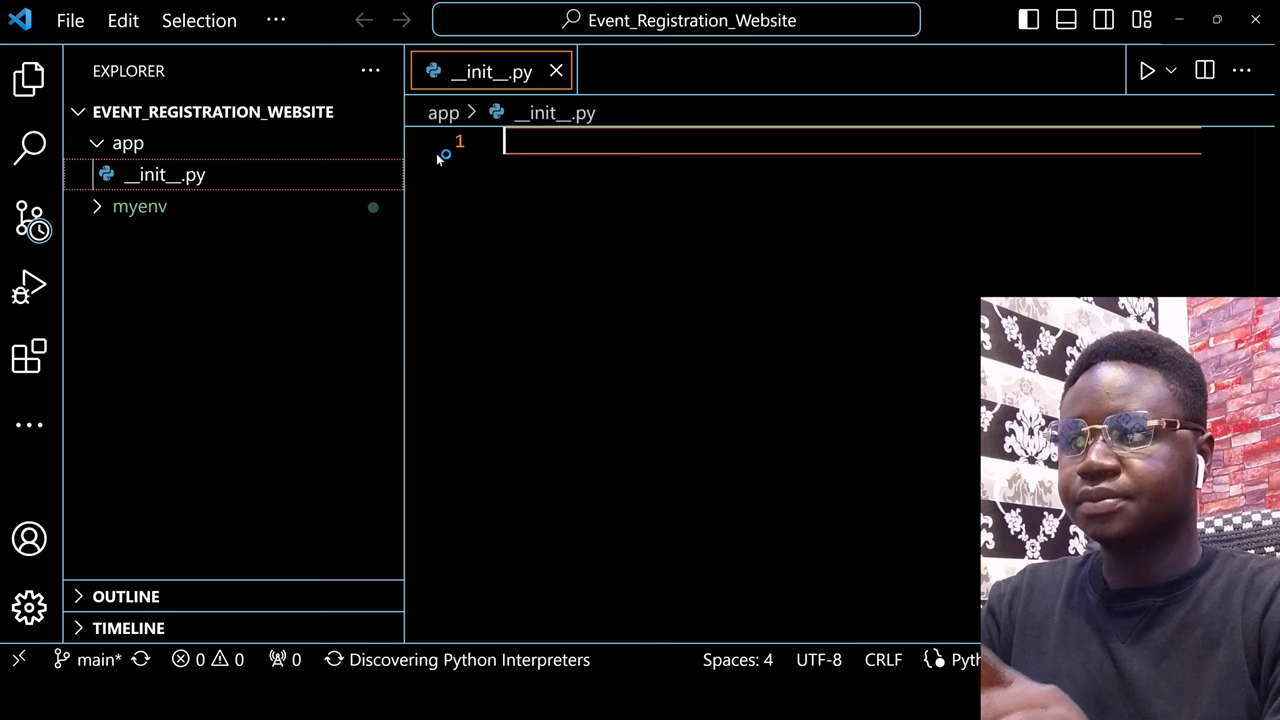 File Edit Selection ···
Event_Registration_Website
EXPLORER ···
__init__.py
EVENT_REGISTRATION_WEBSITE
app
__init__.py
myenv
app > __init__.py
1
OUTLINE
TIMELINE
main* 0 0 0 Discovering Python Interpreters Spaces: 4 UTF-8 CRLF Pyth